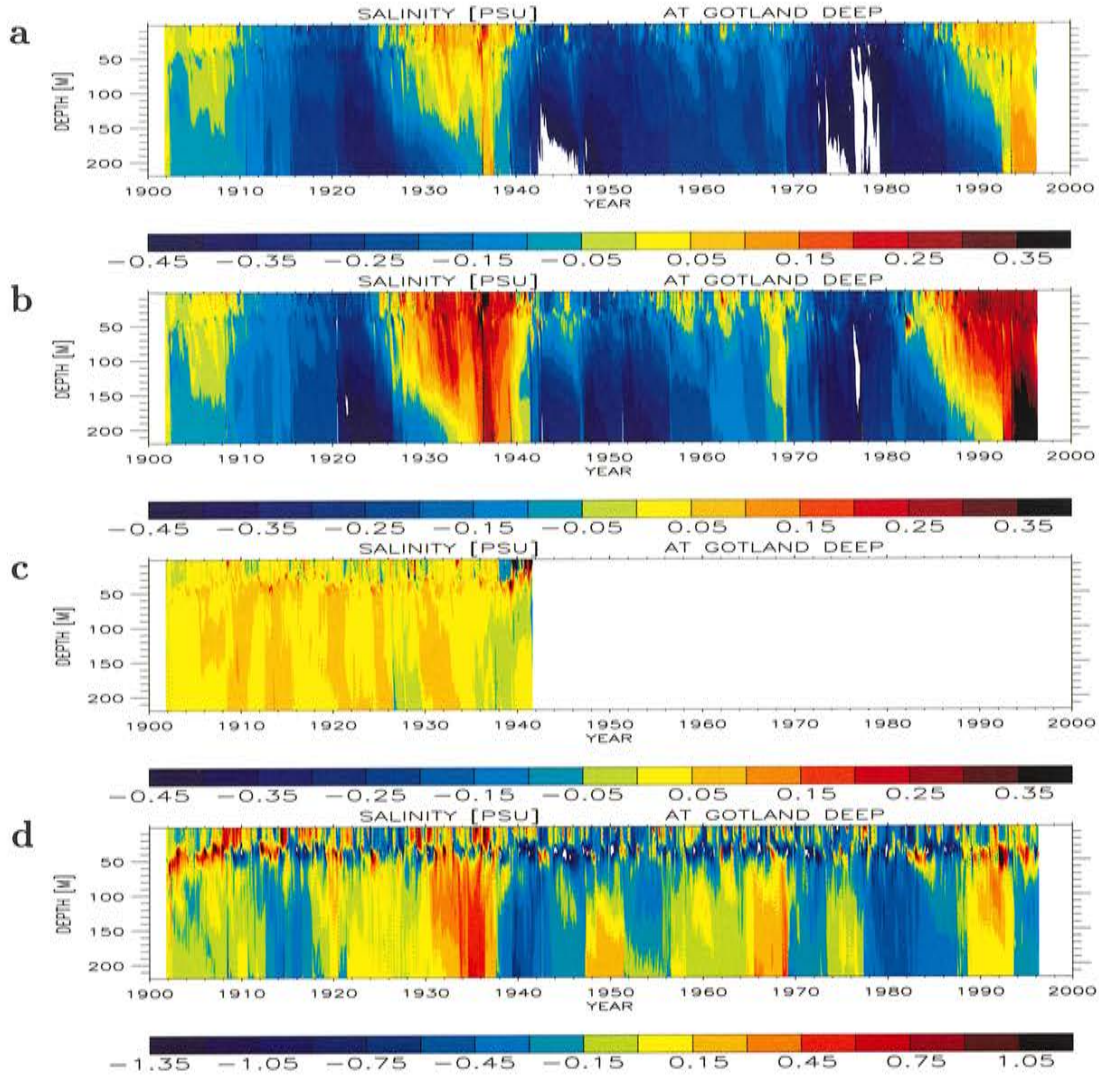 a
SALINITY [PSU] AT GOTLAND DEEP
DEPTH [M]
50
100
150
200
1900 1910 1920 1930 1940 1950 1960 1970 1980 1990 2000
YEAR
−0.45 −0.35 −0.25 −0.15 −0.05 0.05 0.15 0.25 0.35
b
SALINITY [PSU] AT GOTLAND DEEP
DEPTH [M]
50
100
150
200
1900 1910 1920 1930 1940 1950 1960 1970 1980 1990 2000
YEAR
−0.45 −0.35 −0.25 −0.15 −0.05 0.05 0.15 0.25 0.35
c
SALINITY [PSU] AT GOTLAND DEEP
DEPTH [M]
50
100
150
200
1900 1910 1920 1930 1940 1950 1960 1970 1980 1990 2000
YEAR
−0.45 −0.35 −0.25 −0.15 −0.05 0.05 0.15 0.25 0.35
d
SALINITY [PSU] AT GOTLAND DEEP
DEPTH [M]
50
100
150
200
1900 1910 1920 1930 1940 1950 1960 1970 1980 1990 2000
YEAR
−1.35 −1.05 −0.75 −0.45 −0.15 0.15 0.45 0.75 1.05